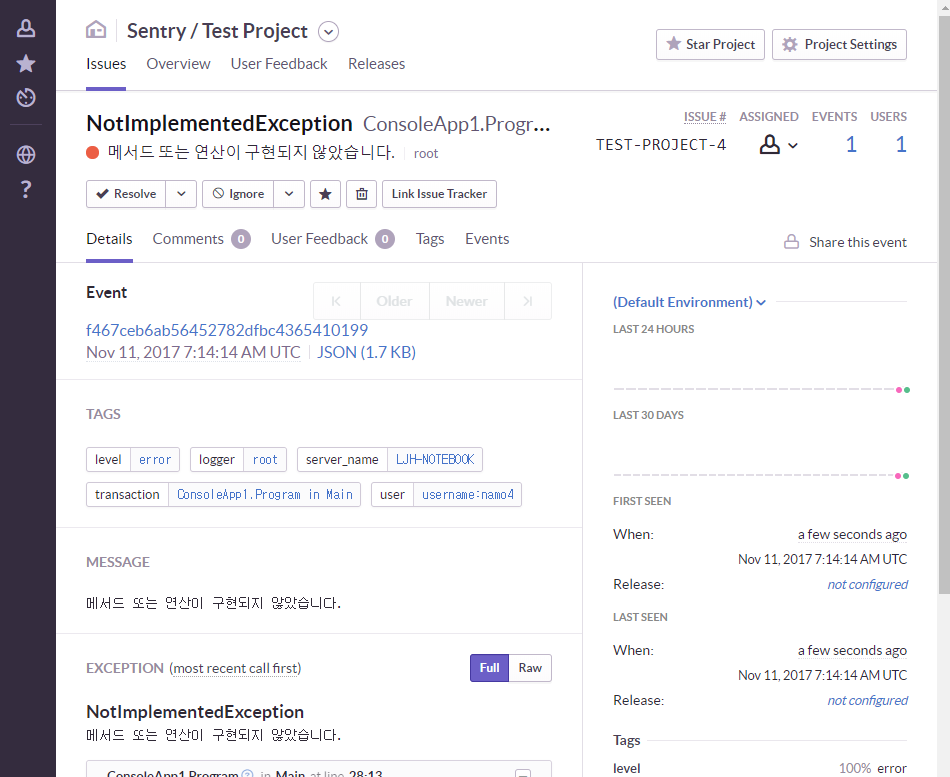 Sentry / Test Project
Star Project
Project Settings
Issues Overview User Feedback Releases
NotImplementedException ConsoleApp1.Progr...
메서드 또는 연산이 구현되지 않았습니다. root
ISSUE # ASSIGNED EVENTS USERS
TEST-PROJECT-4 1 1
Resolve Ignore Link Issue Tracker
Details Comments 0 User Feedback 0 Tags Events
Share this event
Event
Older Newer
f467ceb6ab56452782dfbc4365410199
Nov 11, 2017 7:14:14 AM UTC JSON (1.7 KB)
TAGS
level error logger root server_name LJH-NOTEBOOK
transaction ConsoleApp1.Program in Main user username:namo4
MESSAGE
메서드 또는 연산이 구현되지 않았습니다.
EXCEPTION (most recent call first)
Full Raw
NotImplementedException
메서드 또는 연산이 구현되지 않았습니다.
ConsoleApp1.Program ? in Main at line 28:13
(Default Environment)
LAST 24 HOURS
LAST 30 DAYS
FIRST SEEN
When: a few seconds ago
Nov 11, 2017 7:14:14 AM UTC
Release: not configured
LAST SEEN
When: a few seconds ago
Nov 11, 2017 7:14:14 AM UTC
Release: not configured
Tags
level 100% error